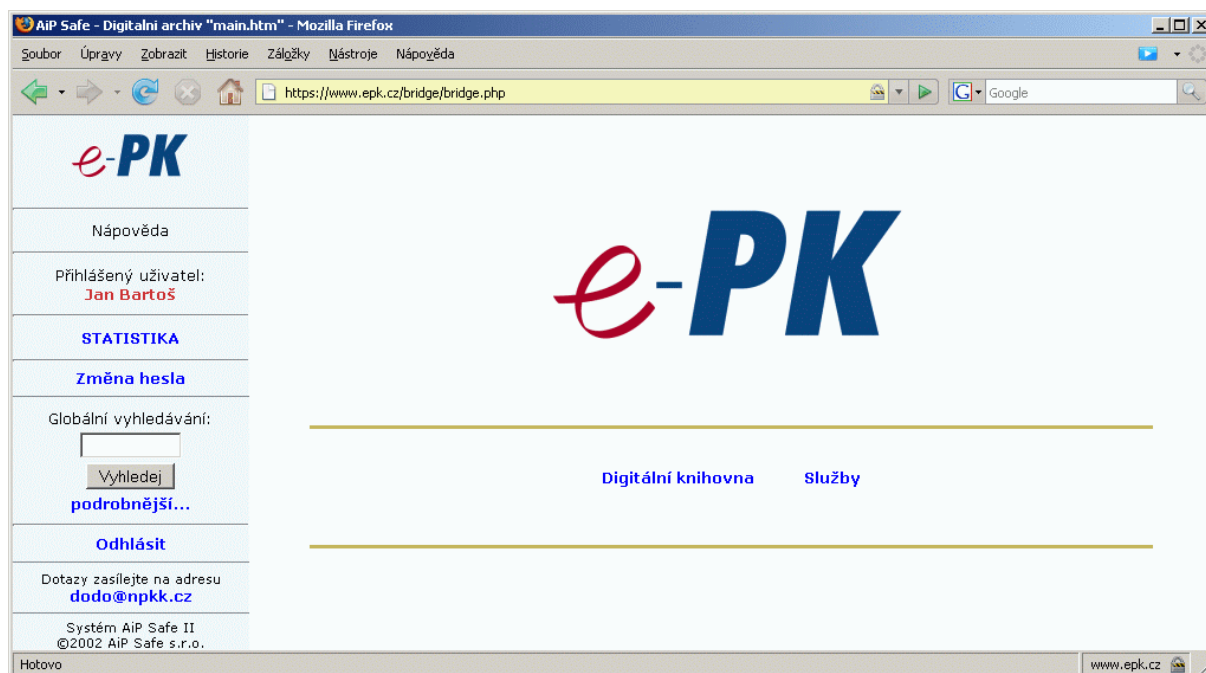 AiP Safe - Digitalni archiv "main.htm" - Mozilla Firefox
Soubor Úpravy Zobrazit Historie Záložky Nástroje Nápověda
https://www.epk.cz/bridge/bridge.php
G Google
e-PK
Nápověda
Přihlášený uživatel:
Jan Bartoš
STATISTIKA
Změna hesla
Globální vyhledávání:
Vyhledej
podrobnější...
Odhlásit
Dotazy zasílejte na adresu
dodo@npkk.cz
Systém AiP Safe II
©2002 AiP Safe s.r.o.
e-PK
Digitální knihovna Služby
Hotovo
www.epk.cz